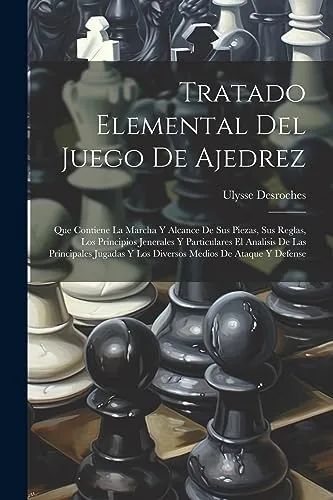 Tratado
Elemental Del
Juego De Ajedrez
Ulysse Desroches
Que Contiene La Marcha Y Alcance De Sus Piezas, Sus Reglas,
Los Principios Jenerales Y Particulares El Analisis De Las
Principales Jugadas Y Los Diversos Medios De Ataque Y Defense